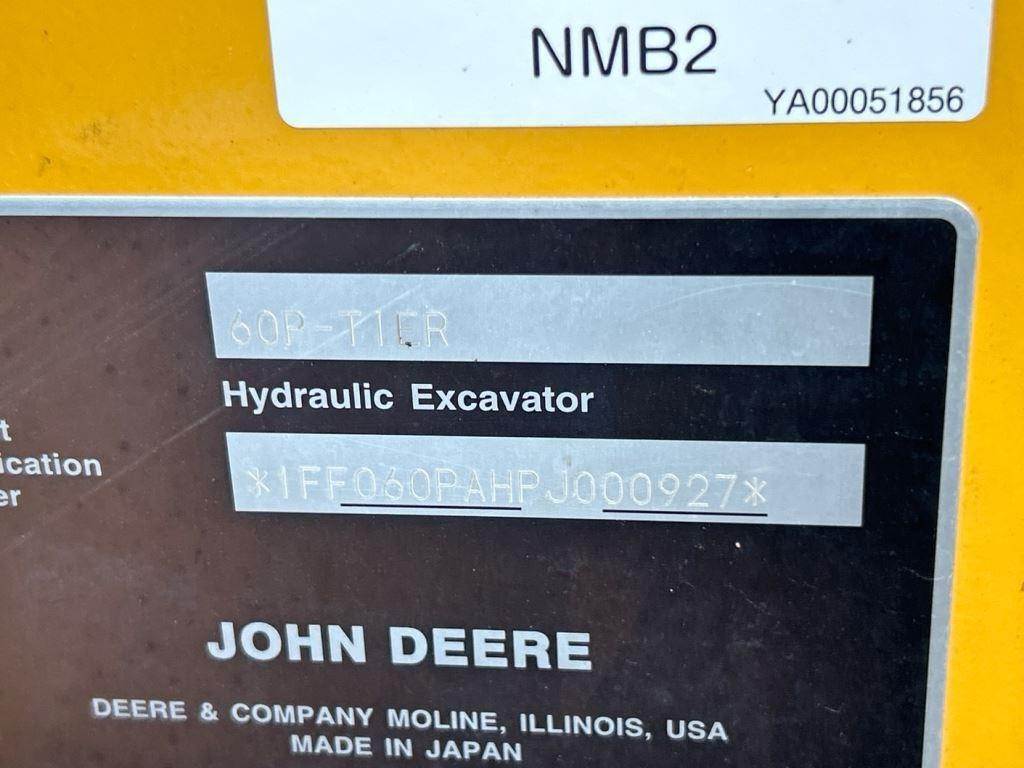 NMB2
YA00051856
60P-TIER
Hydraulic Excavator
t
ication
er
*1FF060PAHPJ000927*
JOHN DEERE
DEERE & COMPANY MOLINE, ILLINOIS, USA
MADE IN JAPAN